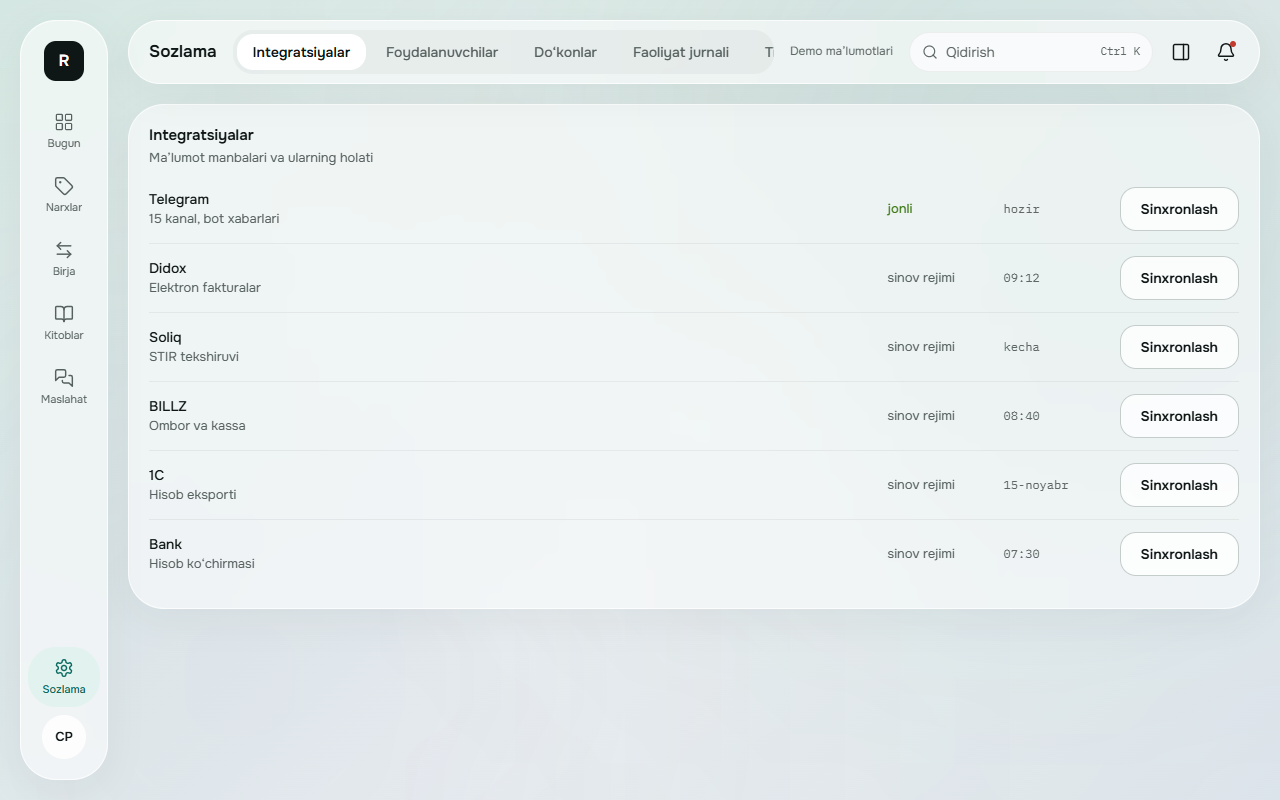 R
Bugun
Narxlar
Birja
Kitoblar
Maslahat
Sozlama
CP
Sozlama
Integratsiyalar
Foydalanuvchilar
Do‘konlar
Faoliyat jurnali
Demo ma’lumotlari
Qidirish
Ctrl K
Integratsiyalar
Ma’lumot manbalari va ularning holati
Telegram
15 kanal, bot xabarlari
jonli
hozir
Sinxronlash
Didox
Elektron fakturalar
sinov rejimi
09:12
Sinxronlash
Soliq
STIR tekshiruvi
sinov rejimi
kecha
Sinxronlash
BILLZ
Ombor va kassa
sinov rejimi
08:40
Sinxronlash
1C
Hisob eksporti
sinov rejimi
15-noyabr
Sinxronlash
Bank
Hisob ko‘chirmasi
sinov rejimi
07:30
Sinxronlash